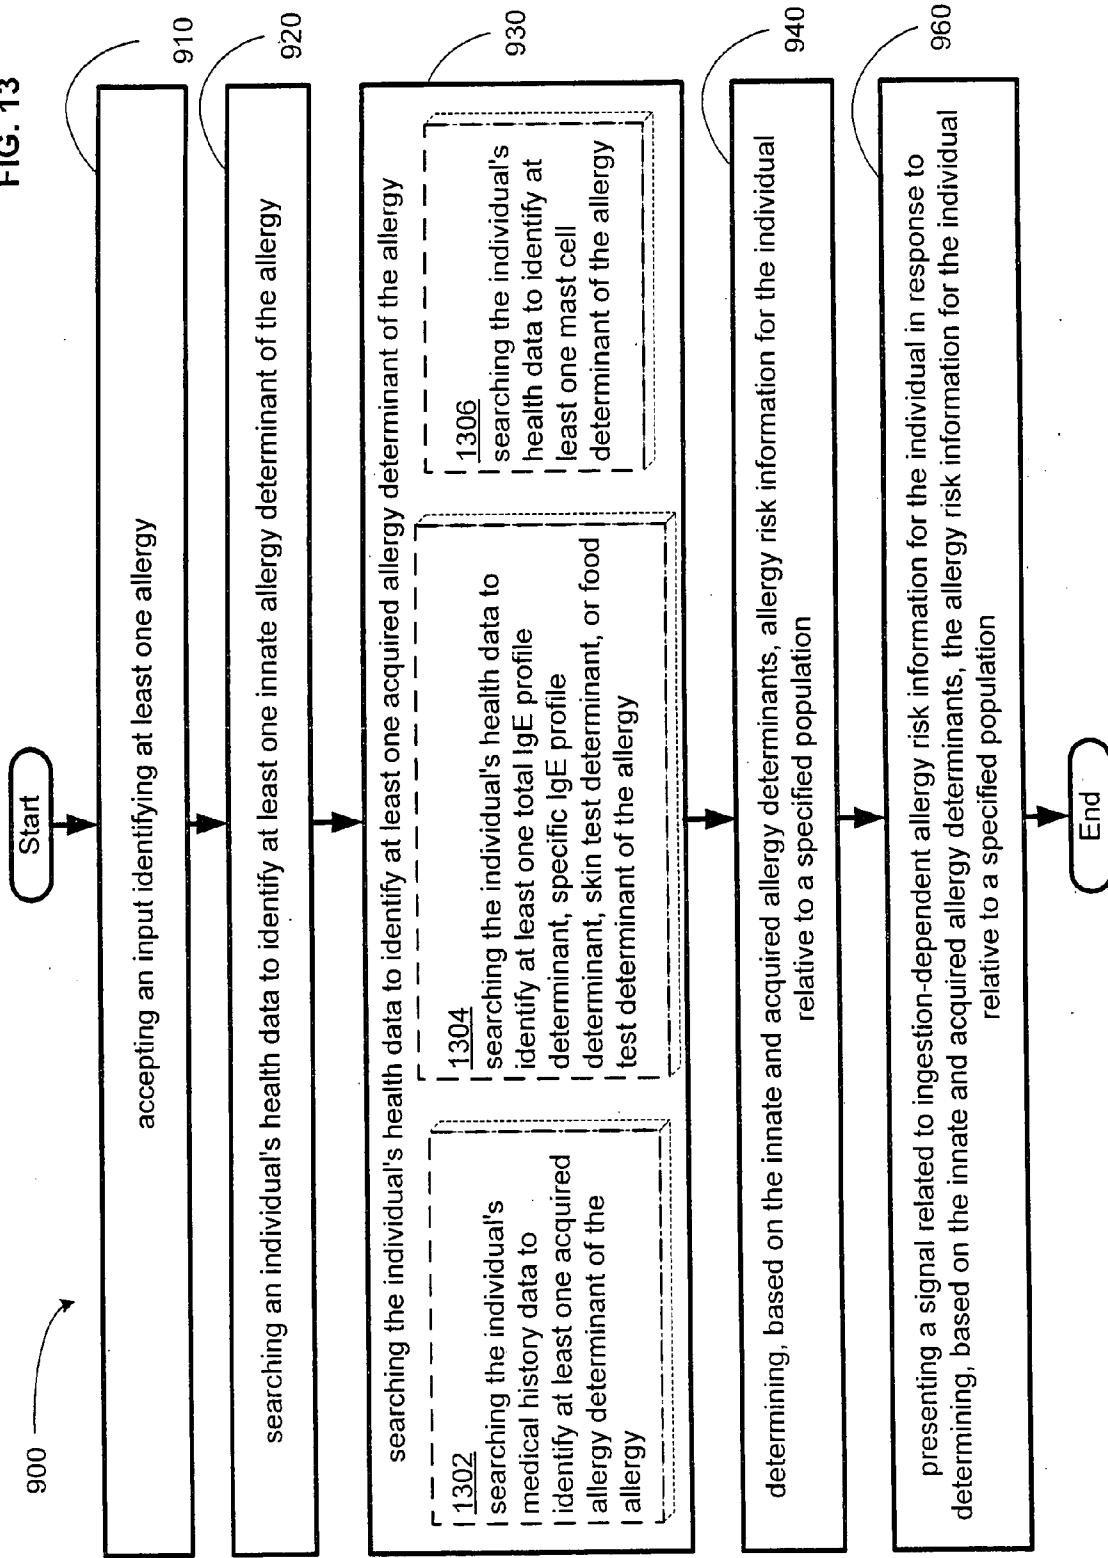 FIG. 13
900
Start
910
accepting an input identifying at least one allergy
920
searching an individual's health data to identify at least one innate allergy determinant of the allergy
930
searching the individual's health data to identify at least one acquired allergy determinant of the allergy
1302
searching the individual's
medical history data to
identify at least one acquired
allergy determinant of the
allergy
1304
searching the individual's health data to
identify at least one total IgE profile
determinant, specific IgE profile
determinant, skin test determinant, or food
test determinant of the allergy
1306
searching the individual's
health data to identify at
least one mast cell
determinant of the allergy
940
determining, based on the innate and acquired allergy determinants, allergy risk information for the individual
relative to a specified population
960
presenting a signal related to ingestion-dependent allergy risk information for the individual in response to
determining, based on the innate and acquired allergy determinants, the allergy risk information for the individual
relative to a specified population
End